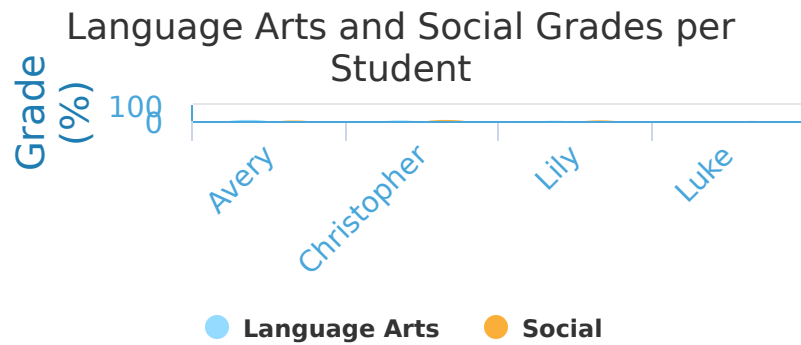 Language Arts and Social Grades per
Student
Grade
(%)
100
0
Avery
Christopher
Lily
Luke
Language Arts
Social